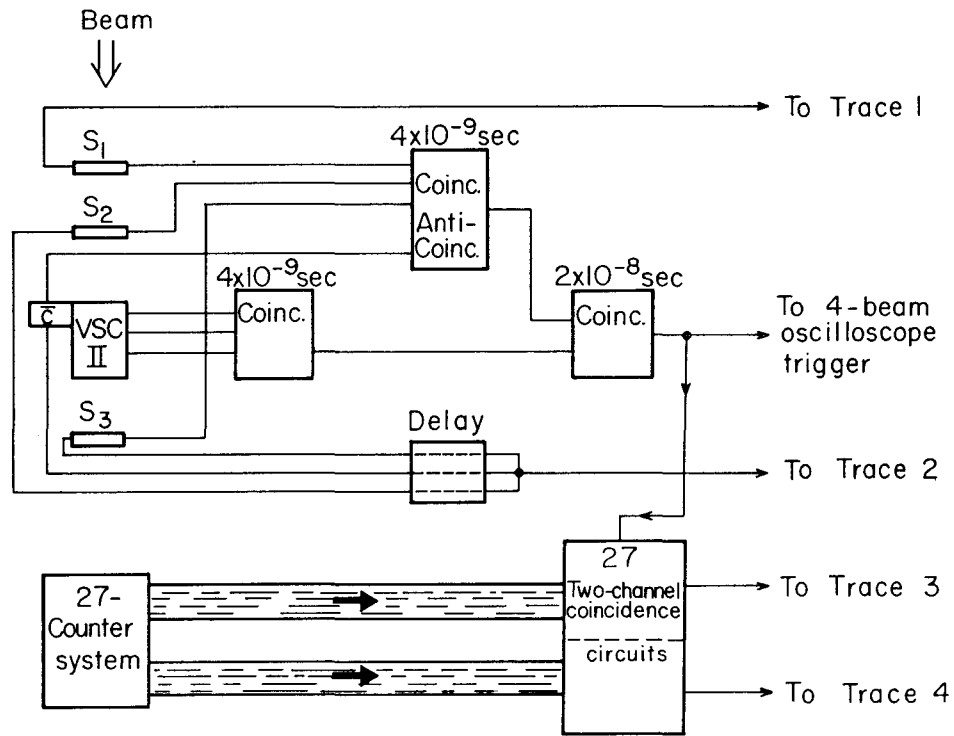 Beam
To Trace 1
S1
4x10-9sec
Coinc.
Anti-
Coinc.
S2
4x10-9sec
Coinc.
2x10-8sec
Coinc.
To 4-beam
oscilloscope
trigger
C̅
VSC
II
S3
Delay
To Trace 2
27-
Counter
system
27
Two-channel
coincidence
circuits
To Trace 3
To Trace 4